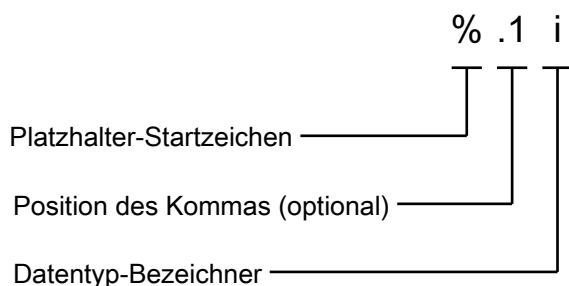 % .1 i
Platzhalter-Startzeichen
Position des Kommas (optional)
Datentyp-Bezeichner